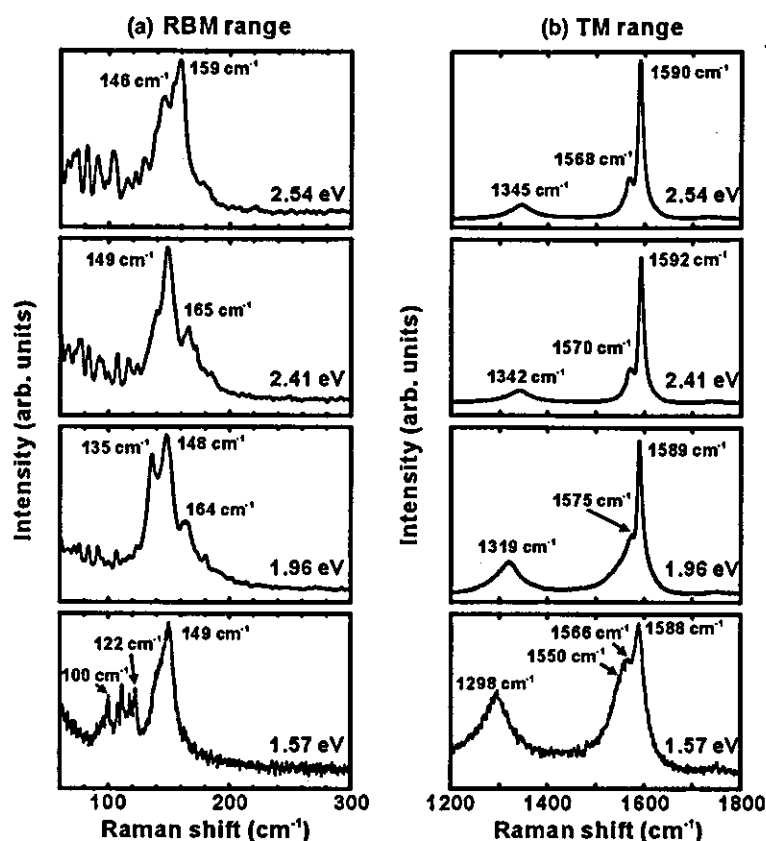 (a) RBM range
(b) TM range
146 cm⁻¹
159 cm⁻¹
2.54 eV
1590 cm⁻¹
1568 cm⁻¹
1345 cm⁻¹
2.54 eV
149 cm⁻¹
165 cm⁻¹
2.41 eV
1592 cm⁻¹
1570 cm⁻¹
1342 cm⁻¹
2.41 eV
135 cm⁻¹
148 cm⁻¹
164 cm⁻¹
1.96 eV
1589 cm⁻¹
1575 cm⁻¹
1319 cm⁻¹
1.96 eV
122 cm⁻¹
149 cm⁻¹
100 cm⁻¹
1.57 eV
1566 cm⁻¹
1588 cm⁻¹
1550 cm⁻¹
1298 cm⁻¹
1.57 eV
Intensity (arb. units)
Intensity (arb. units)
100 200 300
1200 1400 1600 1800
Raman shift (cm⁻¹)
Raman shift (cm⁻¹)